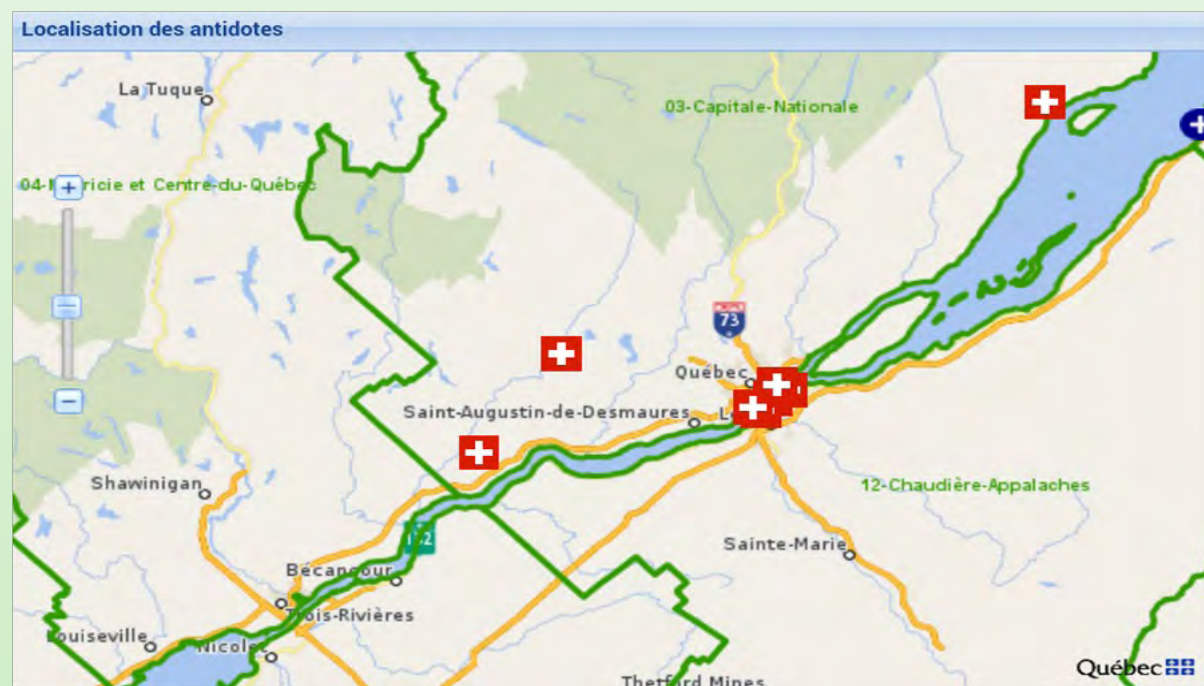 Localisation des antidotes
La Tuque
03-Capitale-Nationale
04- ricie et Centre-du-Québec
73
Québec
Saint-Augustin-de-Desmaures
Shawinigan
12-Chaudière-Appalaches
Sainte-Marie
Bécancour
Trois-Rivières
Louiseville
Nicolet
Québec
Thetford Mines